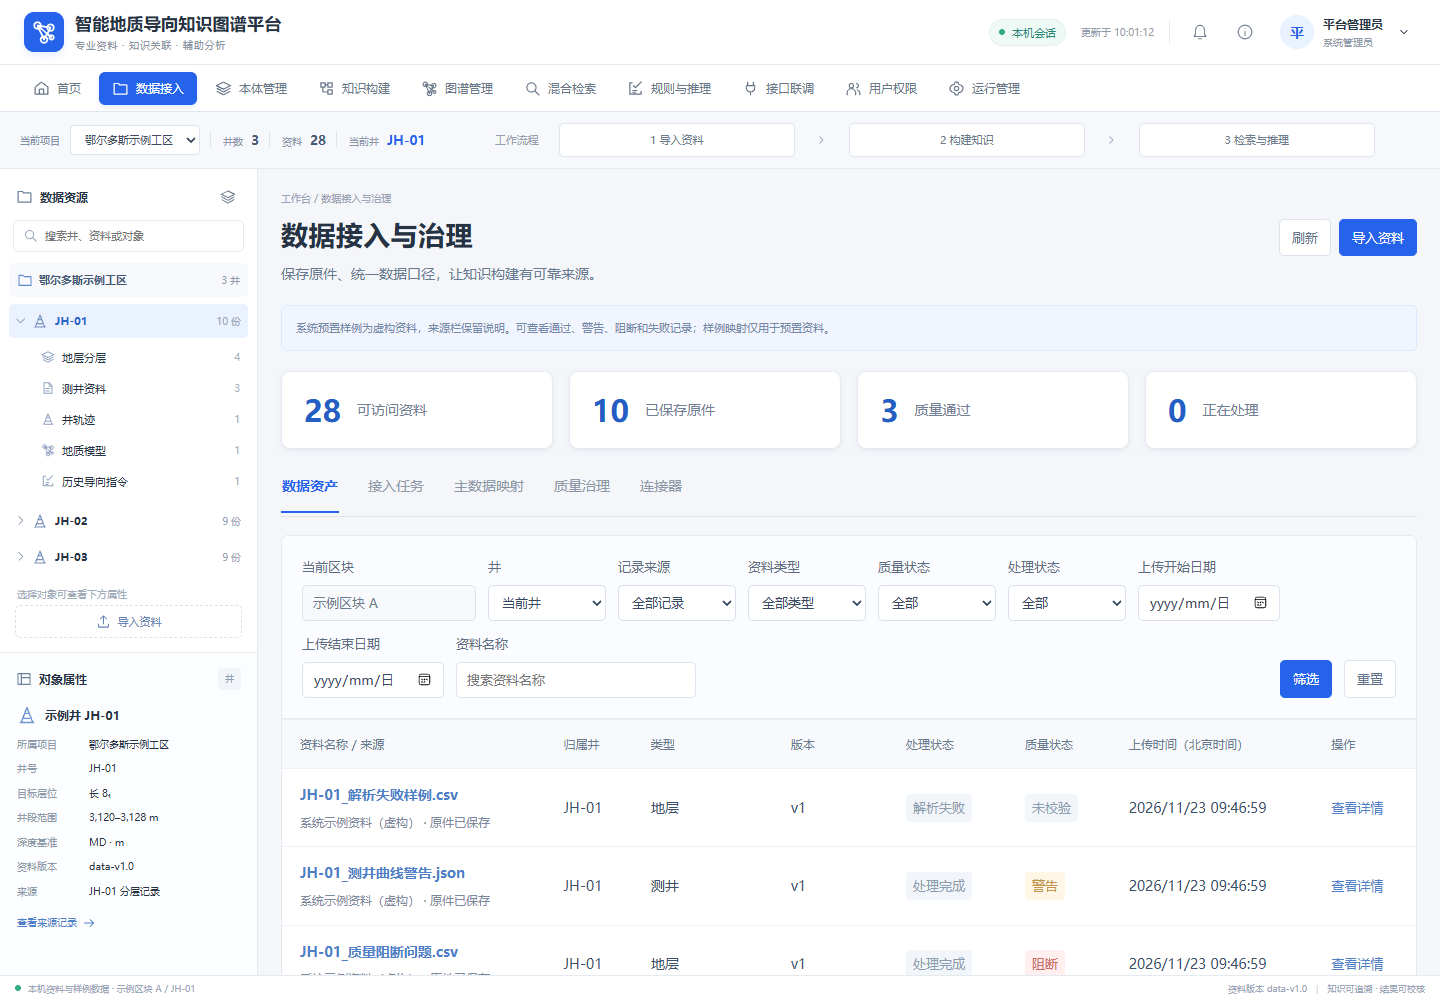 智能地质导向知识图谱平台
专业资料 · 知识关联 · 辅助分析
本机会话
更新于 10:01:12
平
平台管理员
系统管理员
首页
数据接入
本体管理
知识构建
图谱管理
混合检索
规则与推理
接口联调
用户权限
运行管理
当前项目
鄂尔多斯示例工区
井数 3
资料 28
当前井 JH-01
工作流程
1 导入资料
2 构建知识
3 检索与推理
数据资源
搜索井、资料或对象
鄂尔多斯示例工区 3 井
JH-01 10 份
地层分层 4
测井资料 3
井轨迹 1
地质模型 1
历史导向指令 1
JH-02 9 份
JH-03 9 份
选择对象可查看下方属性
导入资料
对象属性 井
示例井 JH-01
所属项目 鄂尔多斯示例工区
井号 JH-01
目标层位 长 8₁
井段范围 3,120–3,128 m
深度基准 MD · m
资料版本 data-v1.0
来源 JH-01 分层记录
查看来源记录
工作台 / 数据接入与治理
数据接入与治理
保存原件、统一数据口径，让知识构建有可靠来源。
刷新
导入资料
系统预置样例为虚构资料，来源栏保留说明。可查看通过、警告、阻断和失败记录；样例映射仅用于预置资料。
28 可访问资料
10 已保存原件
3 质量通过
0 正在处理
数据资产
接入任务
主数据映射
质量治理
连接器
当前区块 井 记录来源 资料类型 质量状态 处理状态 上传开始日期
示例区块 A 当前井 全部记录 全部类型 全部 全部 yyyy/mm/日
上传结束日期 资料名称
yyyy/mm/日 搜索资料名称 筛选 重置
资料名称 / 来源 归属井 类型 版本 处理状态 质量状态 上传时间（北京时间） 操作
JH-01_解析失败样例.csv
系统示例资料（虚构） · 原件已保存
JH-01 地层 v1 解析失败 未校验 2026/11/23 09:46:59 查看详情
JH-01_测井曲线警告.json
系统示例资料（虚构） · 原件已保存
JH-01 测井 v1 处理完成 警告 2026/11/23 09:46:59 查看详情
JH-01_质量阻断问题.csv
JH-01 地层 v1 处理完成 阻断 2026/11/23 09:46:59 查看详情
本机资料与样例数据 · 示例区块 A / JH-01
资料版本 data-v1.0 | 知识可追溯 · 结果可校核